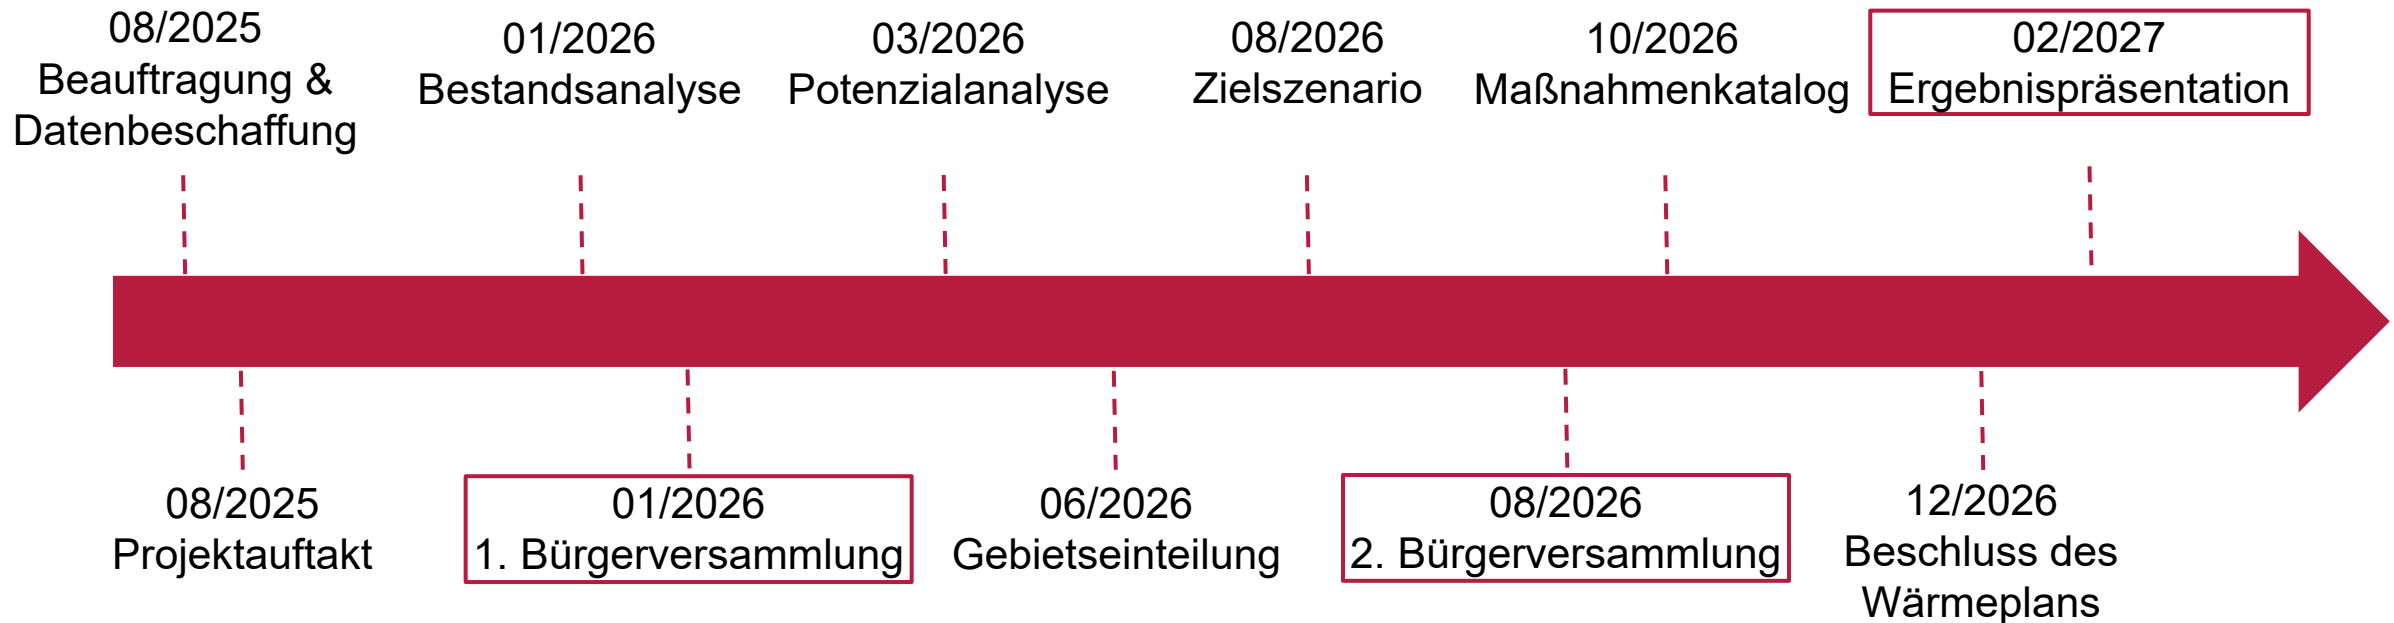 08/2025
Beauftragung &
Datenbeschaffung
01/2026
Bestandsanalyse
03/2026
Potenzialanalyse
08/2026
Zielszenario
10/2026
Maßnahmenkatalog
02/2027
Ergebnispräsentation
08/2025
Projektauftakt
01/2026
1. Bürgerversammlung
06/2026
Gebietseinteilung
08/2026
2. Bürgerversammlung
12/2026
Beschluss des
Wärmeplans